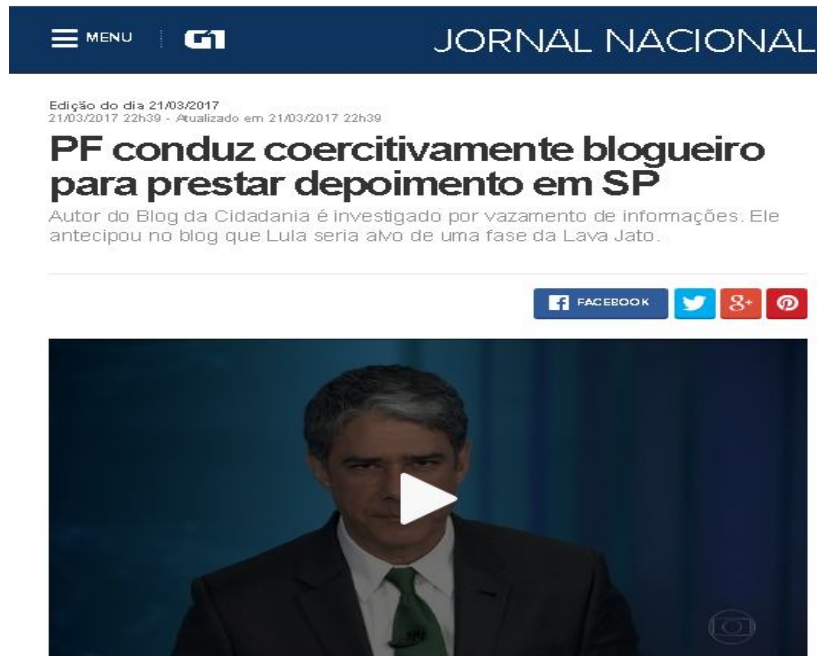 MENU G1 JORNAL NACIONAL
Edição do dia 21/03/2017
21/03/2017 22h39 - Atualizado em 21/03/2017 22h39
PF conduz coercitivamente blogueiro
para prestar depoimento em SP
Autor do Blog da Cidadania é investigado por vazamento de informações. Ele
antecipou no blog que Lula seria alvo de uma fase da Lava Jato.
f FACEBOOK 8+